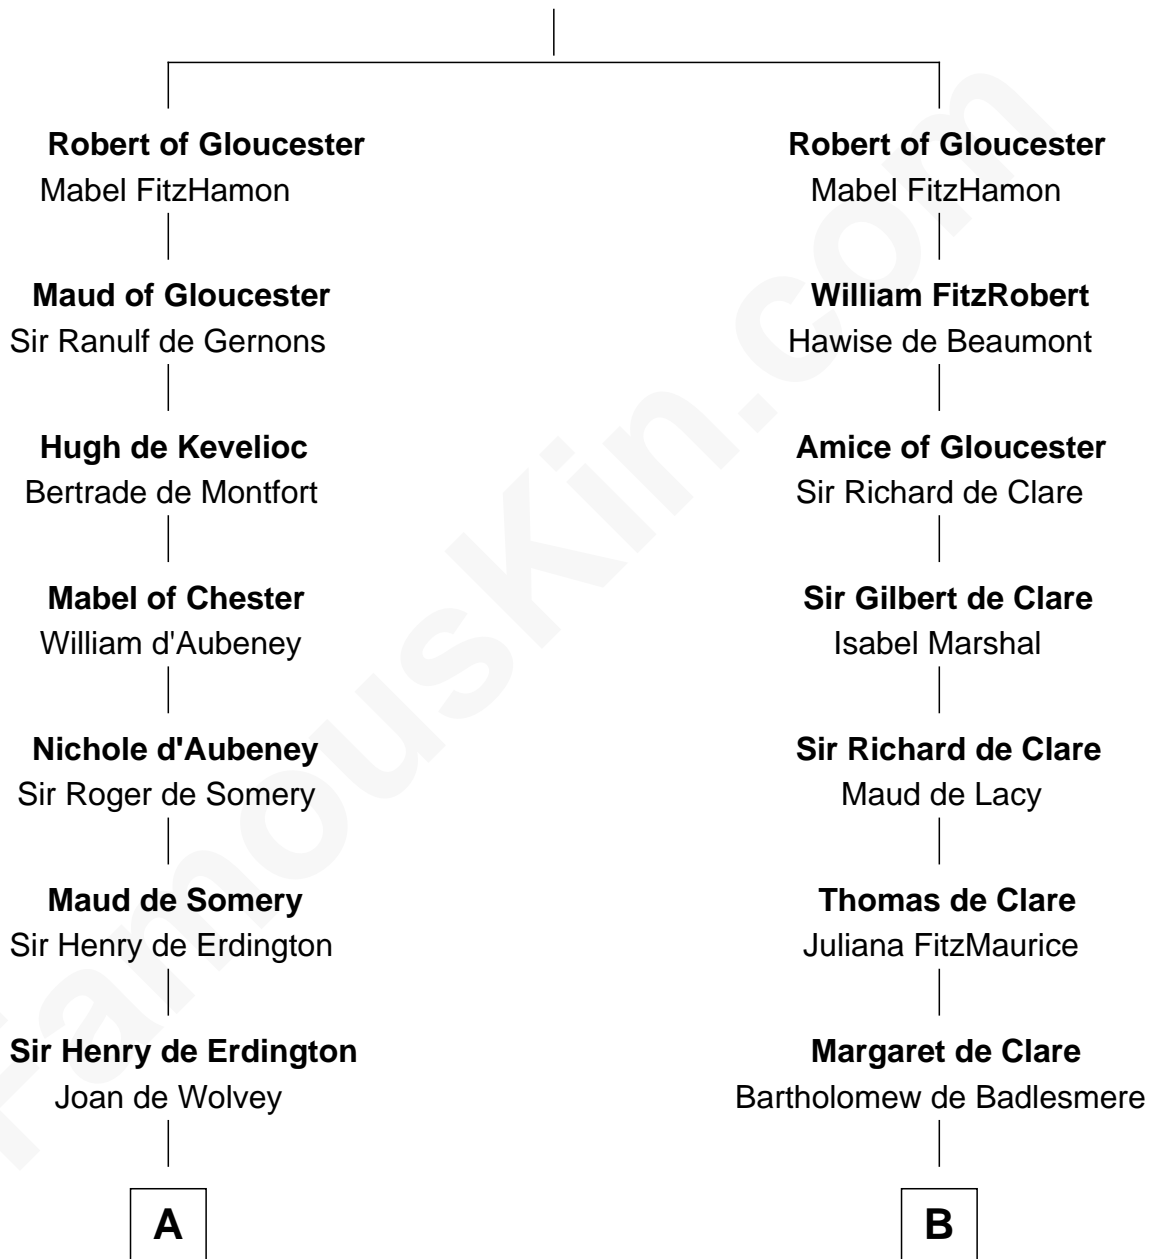 Robert of Gloucester
Mabel FitzHamon
Maud of Gloucester
Sir Ranulf de Gernons
Hugh de Kevelioc
Bertrade de Montfort
Mabel of Chester
William d'Aubeney
Nichole d'Aubeney
Sir Roger de Somery
Maud de Somery
Sir Henry de Erdington
Sir Henry de Erdington
Joan de Wolvey
A
Robert of Gloucester
Mabel FitzHamon
William FitzRobert
Hawise de Beaumont
Amice of Gloucester
Sir Richard de Clare
Sir Gilbert de Clare
Isabel Marshal
Sir Richard de Clare
Maud de Lacy
Thomas de Clare
Juliana FitzMaurice
Margaret de Clare
Bartholomew de Badlesmere
B
FamousKin.com